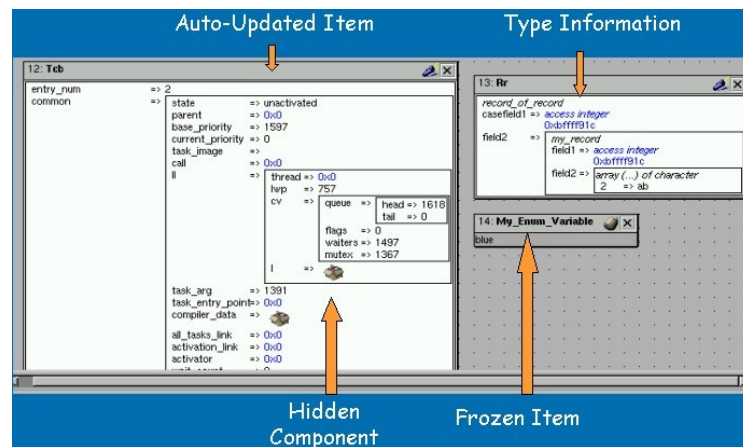 Auto-Updated Item
Type Information
12: Tcb
entry_num => 2
common =>
state => unactivated
parent => 0x0
base_priority => 1597
current_priority => 0
task_image =>
call => 0x0
ll =>
thread => 0x0
lwp => 757
cv =>
queue =>
head => 1618
tail => 0
flags => 0
waiters => 1497
mutex => 1367
l =>
task_arg => 1391
task_entry_point=> 0x0
compiler_data =>
all_tasks_link => 0x0
activation_link => 0x0
activator => 0x0
13: Rr
record_of_record
casefield1 => access integer
0xbffff91c
field2 =>
my_record
field1 => access integer
0xbffff91c
field2 =>
array (...) of character
2 => ab
14: My_Enum_Variable
blue
Hidden
Component
Frozen Item